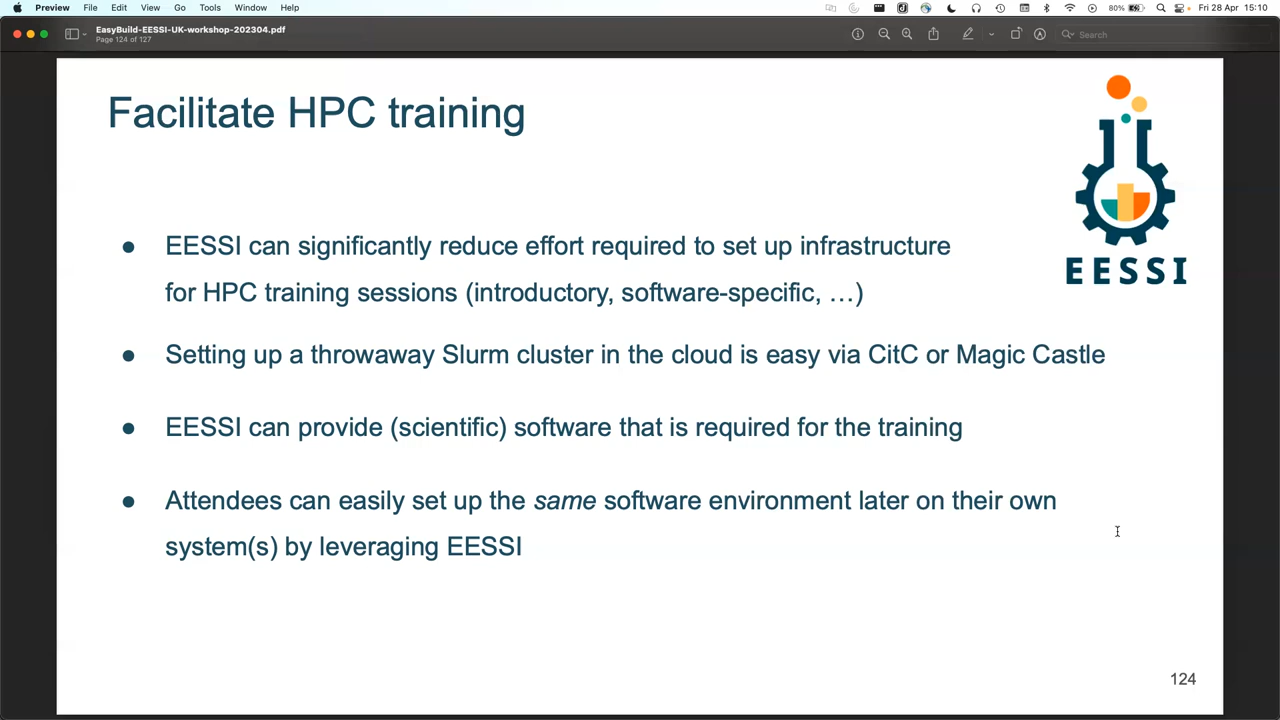 Preview File Edit View Go Tools Window Help 80% Fri 28 Apr 15:10
EasyBuild-EESSI-UK-workshop-202304.pdf
Page 124 of 127
Search
Facilitate HPC training
EESSI
● EESSI can significantly reduce effort required to set up infrastructure
for HPC training sessions (introductory, software-specific, …)
● Setting up a throwaway Slurm cluster in the cloud is easy via CitC or Magic Castle
● EESSI can provide (scientific) software that is required for the training
● Attendees can easily set up the same software environment later on their own
system(s) by leveraging EESSI
124